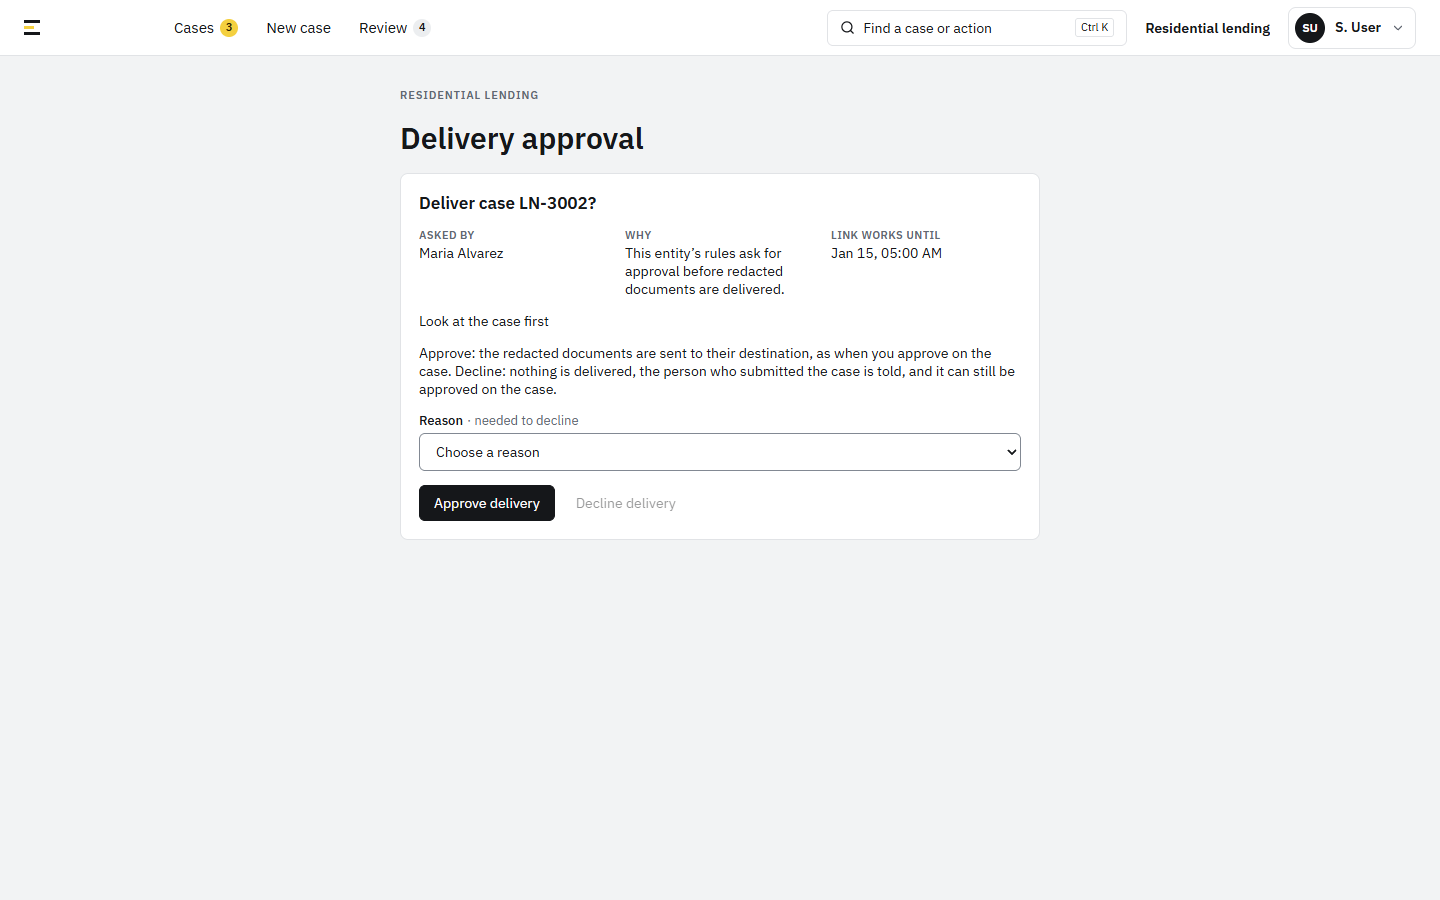 Cases 3 New case Review 4 Find a case or action Ctrl K Residential lending SU S. User
RESIDENTIAL LENDING
Delivery approval
Deliver case LN-3002?
ASKED BY WHY LINK WORKS UNTIL
Maria Alvarez This entity’s rules ask for Jan 15, 05:00 AM
approval before redacted
documents are delivered.
Look at the case first
Approve: the redacted documents are sent to their destination, as when you approve on the
case. Decline: nothing is delivered, the person who submitted the case is told, and it can still be
approved on the case.
Reason · needed to decline
Choose a reason
Approve delivery Decline delivery